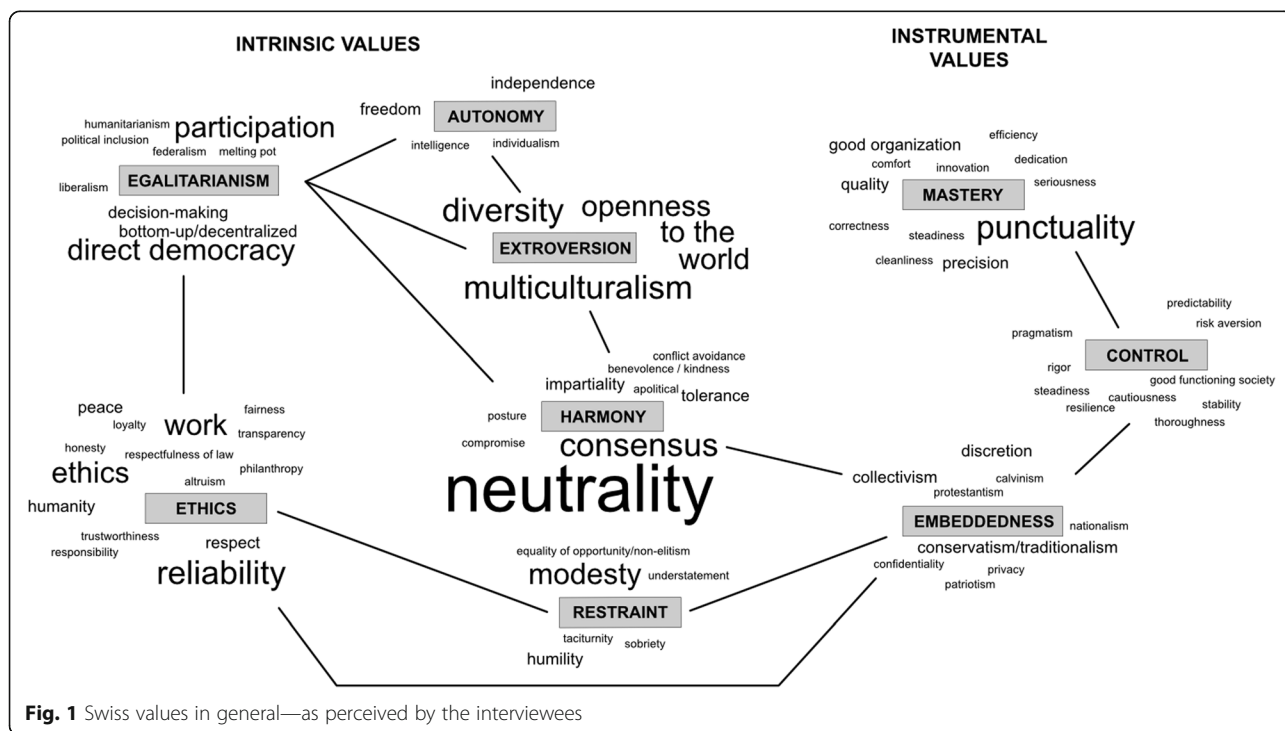 INTRINSIC VALUES
INSTRUMENTAL
VALUES
independence
freedom
AUTONOMY
intelligence
individualism
humanitarianism
participation
political inclusion
federalism
melting pot
EGALITARIANISM
liberalism
decision-making
bottom-up/decentralized
direct democracy
diversity
openness
to the
world
EXTROVERSION
multiculturalism
efficiency
good organization
comfort
innovation
dedication
quality
MASTERY
seriousness
correctness
steadiness
punctuality
cleanliness
precision
predictability
risk aversion
pragmatism
CONTROL
rigor
good functioning society
steadiness
cautiousness
resilience
stability
thoroughness
conflict avoidance
benevolence / kindness
impartiality
apolitical
tolerance
posture
HARMONY
compromise
consensus
neutrality
peace
loyalty
work
fairness
transparency
honesty
respectfulness of law
ethics
philanthropy
altruism
humanity
ETHICS
trustworthiness
responsibility
respect
reliability
discretion
collectivism
calvinism
protestantism
EMBEDDEDNESS
nationalism
conservatism/traditionalism
confidentiality
privacy
patriotism
equality of opportunity/non-elitism
modesty
understatement
RESTRAINT
taciturnity
sobriety
humility
Fig. 1 Swiss values in general—as perceived by the interviewees